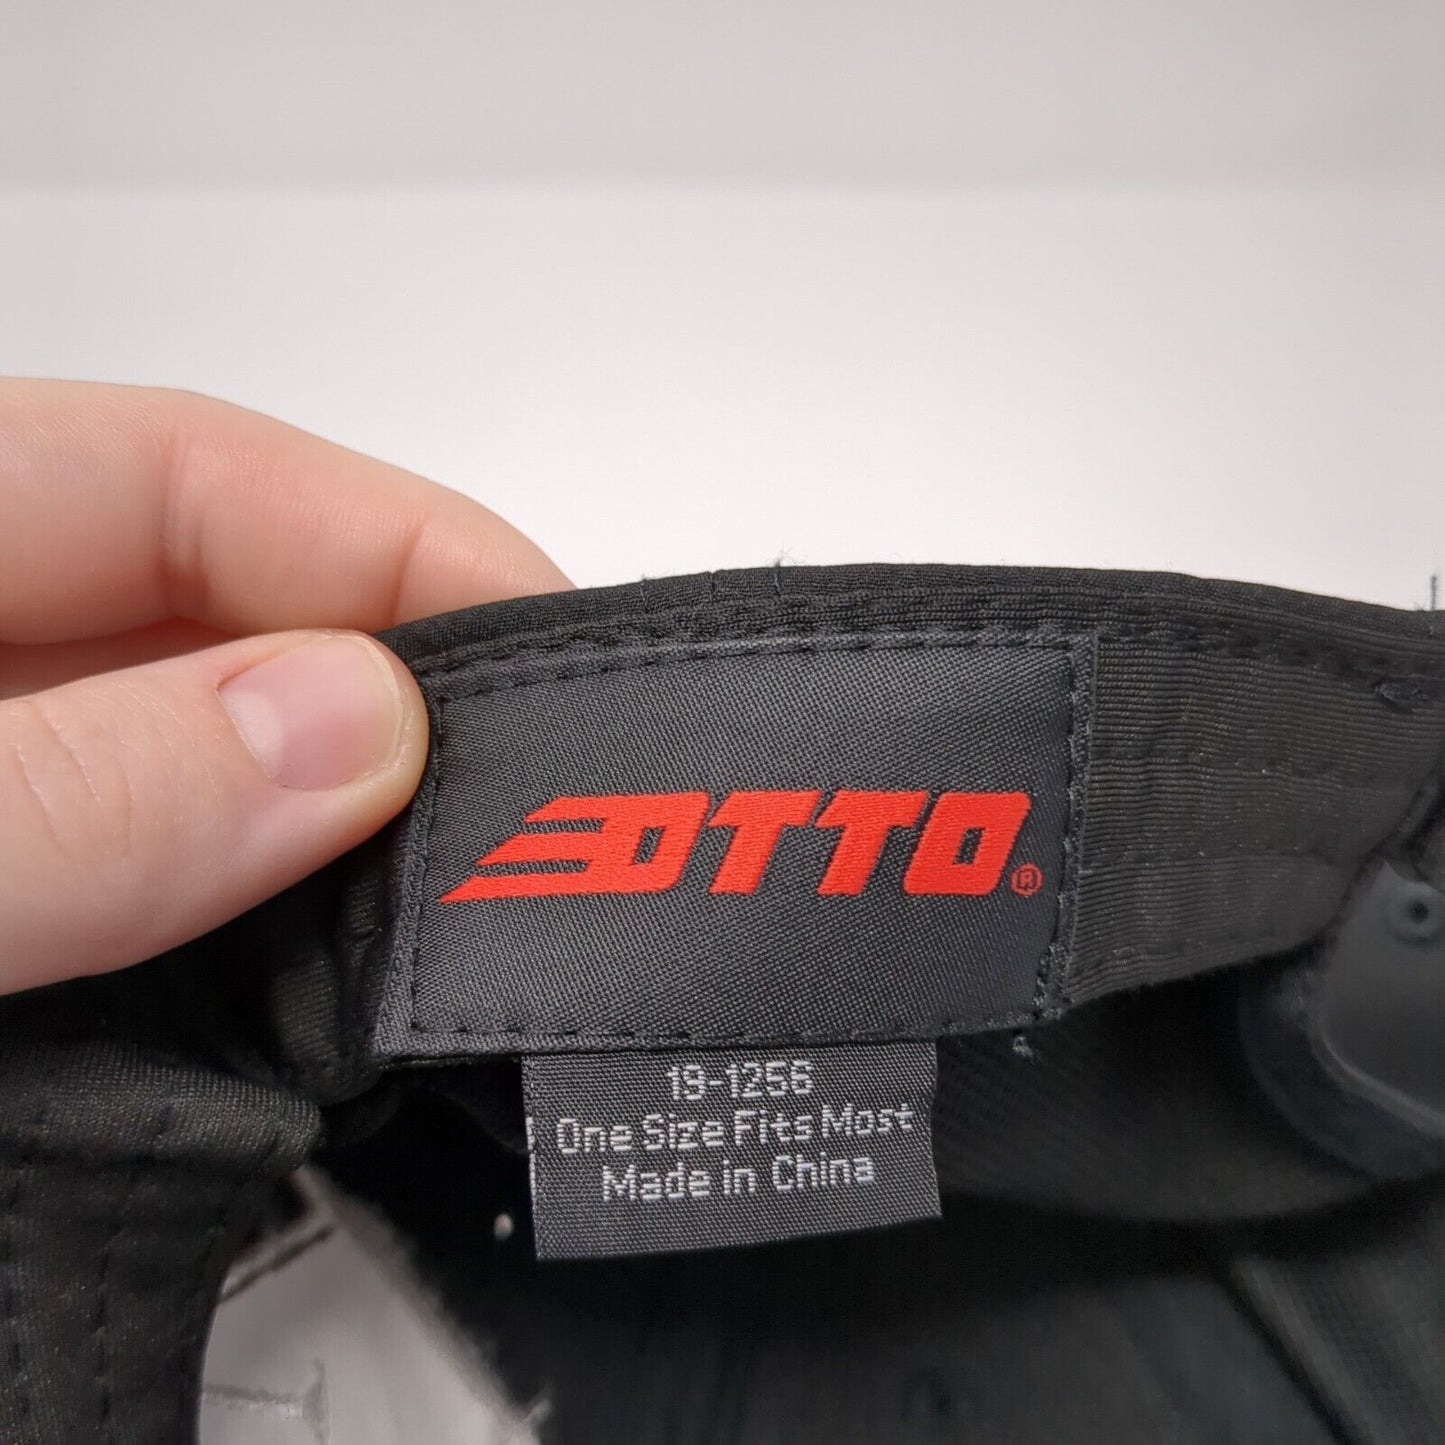 OTTO®
19-1256
One Size Fits Most
Made in China